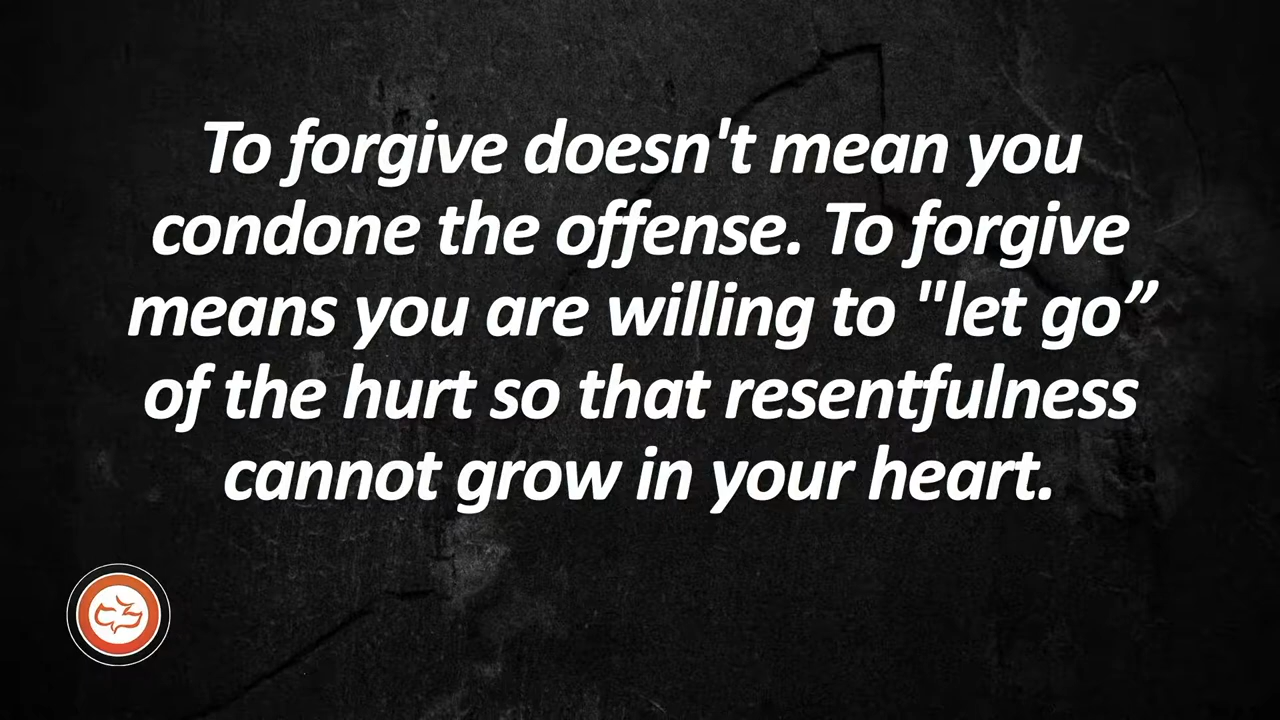 To forgive doesn't mean you
condone the offense. To forgive
means you are willing to "let go”
of the hurt so that resentfulness
cannot grow in your heart.